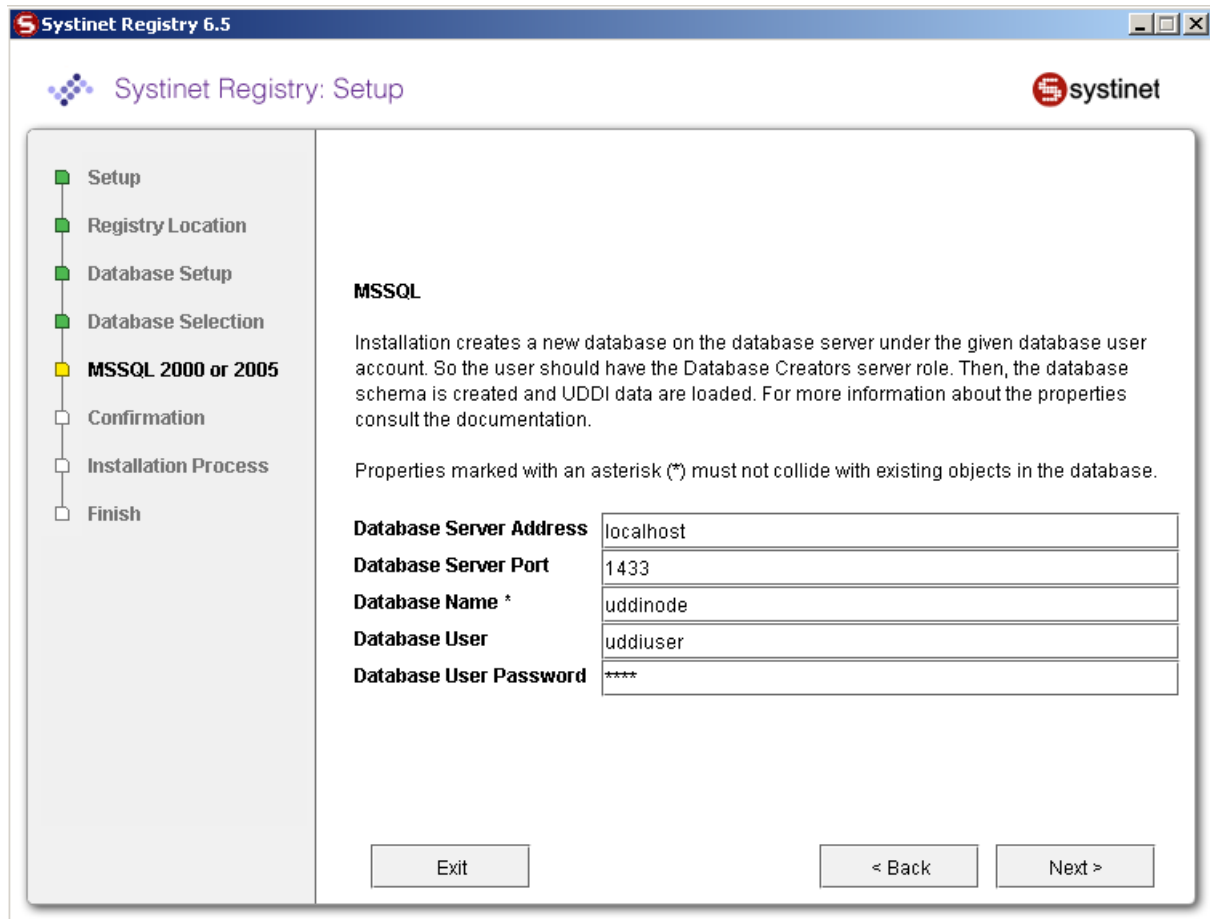 Systinet Registry 6.5
Systinet Registry: Setup
systinet
Setup
Registry Location
Database Setup
Database Selection
MSSQL 2000 or 2005
Confirmation
Installation Process
Finish
MSSQL
Installation creates a new database on the database server under the given database user
account. So the user should have the Database Creators server role. Then, the database
schema is created and UDDI data are loaded. For more information about the properties
consult the documentation.
Properties marked with an asterisk (*) must not collide with existing objects in the database.
Database Server Address localhost
Database Server Port 1433
Database Name * uddinode
Database User uddiuser
Database User Password ****
Exit < Back Next >